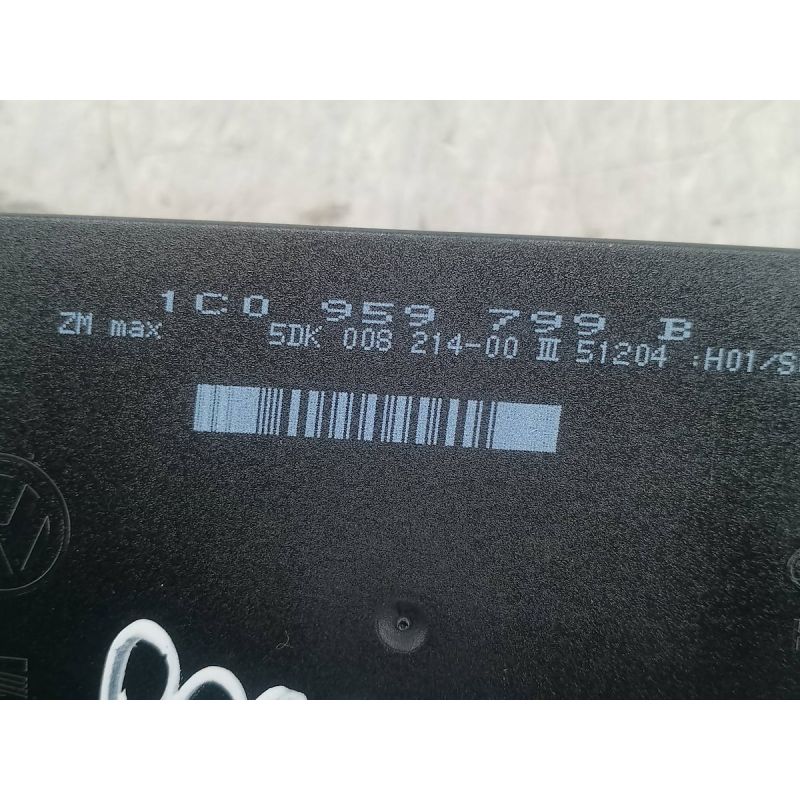 1C0 959 799 B
ZM max 5DK 008 214-00 III 51204 :H01/S